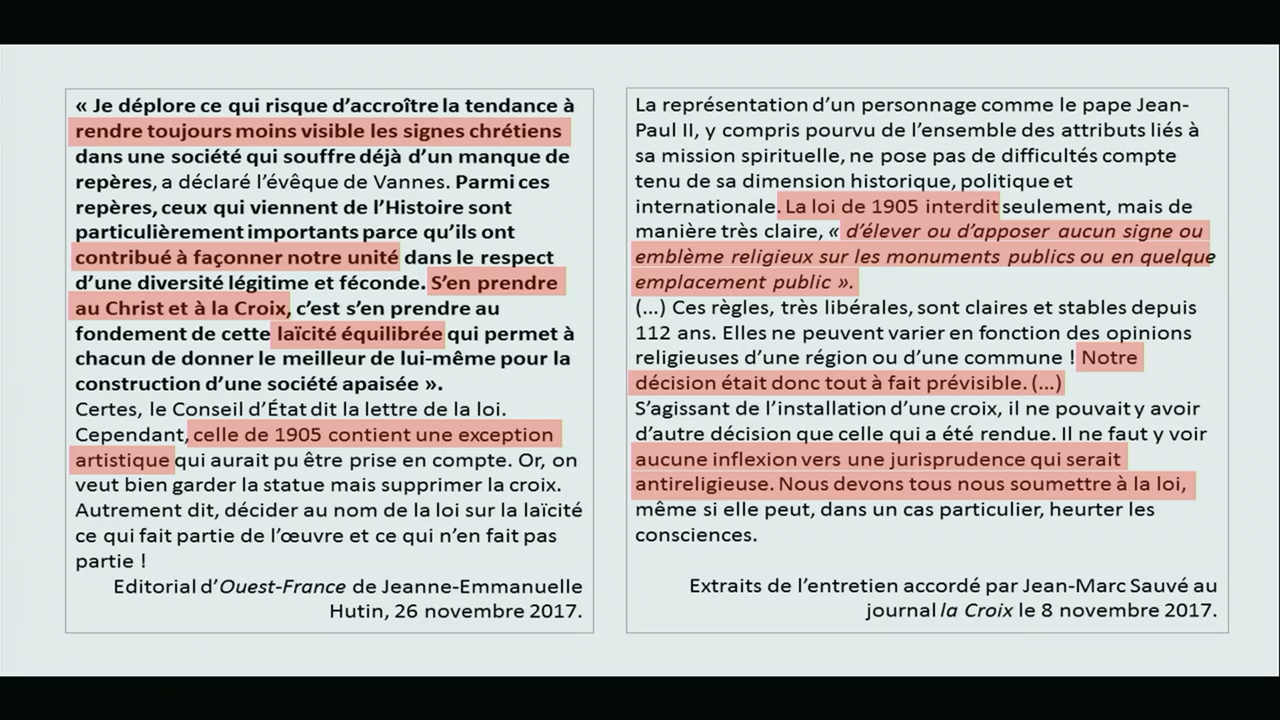 « Je déplore ce qui risque d’accroître la tendance à
rendre toujours moins visible les signes chrétiens
dans une société qui souffre déjà d’un manque de
repères, a déclaré l’évêque de Vannes. Parmi ces
repères, ceux qui viennent de l’Histoire sont
particulièrement importants parce qu’ils ont
contribué à façonner notre unité dans le respect
d’une diversité légitime et féconde. S’en prendre
au Christ et à la Croix, c’est s’en prendre au
fondement de cette laïcité équilibrée qui permet à
chacun de donner le meilleur de lui-même pour la
construction d’une société apaisée ».
Certes, le Conseil d’État dit la lettre de la loi.
Cependant, celle de 1905 contient une exception
artistique qui aurait pu être prise en compte. Or, on
veut bien garder la statue mais supprimer la croix.
Autrement dit, décider au nom de la loi sur la laïcité
ce qui fait partie de l’œuvre et ce qui n’en fait pas
partie !
Editorial d’Ouest-France de Jeanne-Emmanuelle
Hutin, 26 novembre 2017.
La représentation d’un personnage comme le pape Jean-
Paul II, y compris pourvu de l’ensemble des attributs liés à
sa mission spirituelle, ne pose pas de difficultés compte
tenu de sa dimension historique, politique et
internationale. La loi de 1905 interdit seulement, mais de
manière très claire, « d’élever ou d’apposer aucun signe ou
emblème religieux sur les monuments publics ou en quelque
emplacement public ».
(...) Ces règles, très libérales, sont claires et stables depuis
112 ans. Elles ne peuvent varier en fonction des opinions
religieuses d’une région ou d’une commune ! Notre
décision était donc tout à fait prévisible. (...)
S’agissant de l’installation d’une croix, il ne pouvait y avoir
d’autre décision que celle qui a été rendue. Il ne faut y voir
aucune inflexion vers une jurisprudence qui serait
antireligieuse. Nous devons tous nous soumettre à la loi,
même si elle peut, dans un cas particulier, heurter les
consciences.
Extraits de l’entretien accordé par Jean-Marc Sauvé au
journal la Croix le 8 novembre 2017.